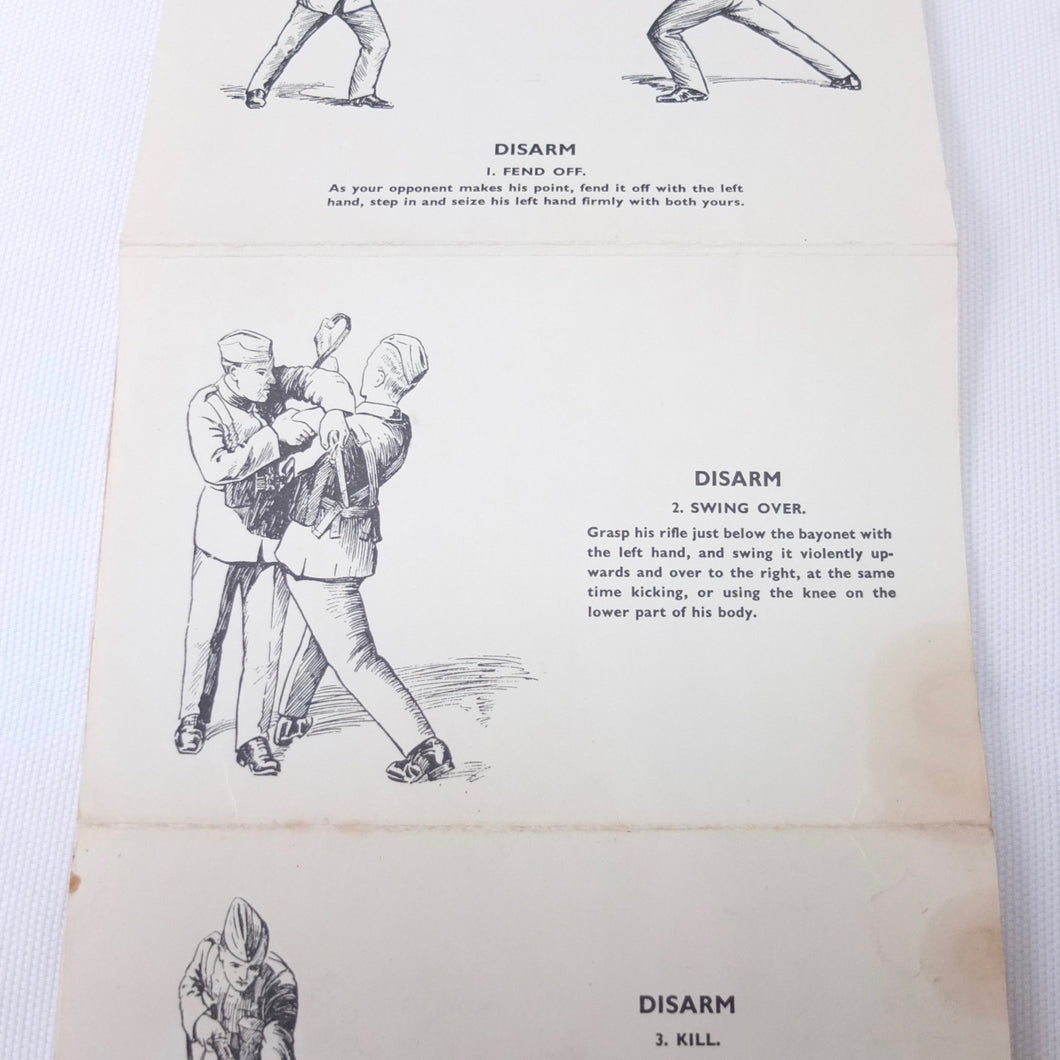 DISARM
1. FEND OFF.
As your opponent makes his point, fend it off with the left
hand, step in and seize his left hand firmly with both yours.
DISARM
2. SWING OVER.
Grasp his rifle just below the bayonet with
the left hand, and swing it violently up-
wards and over to the right, at the same
time kicking, or using the knee on the
lower part of his body.
DISARM
3. KILL.